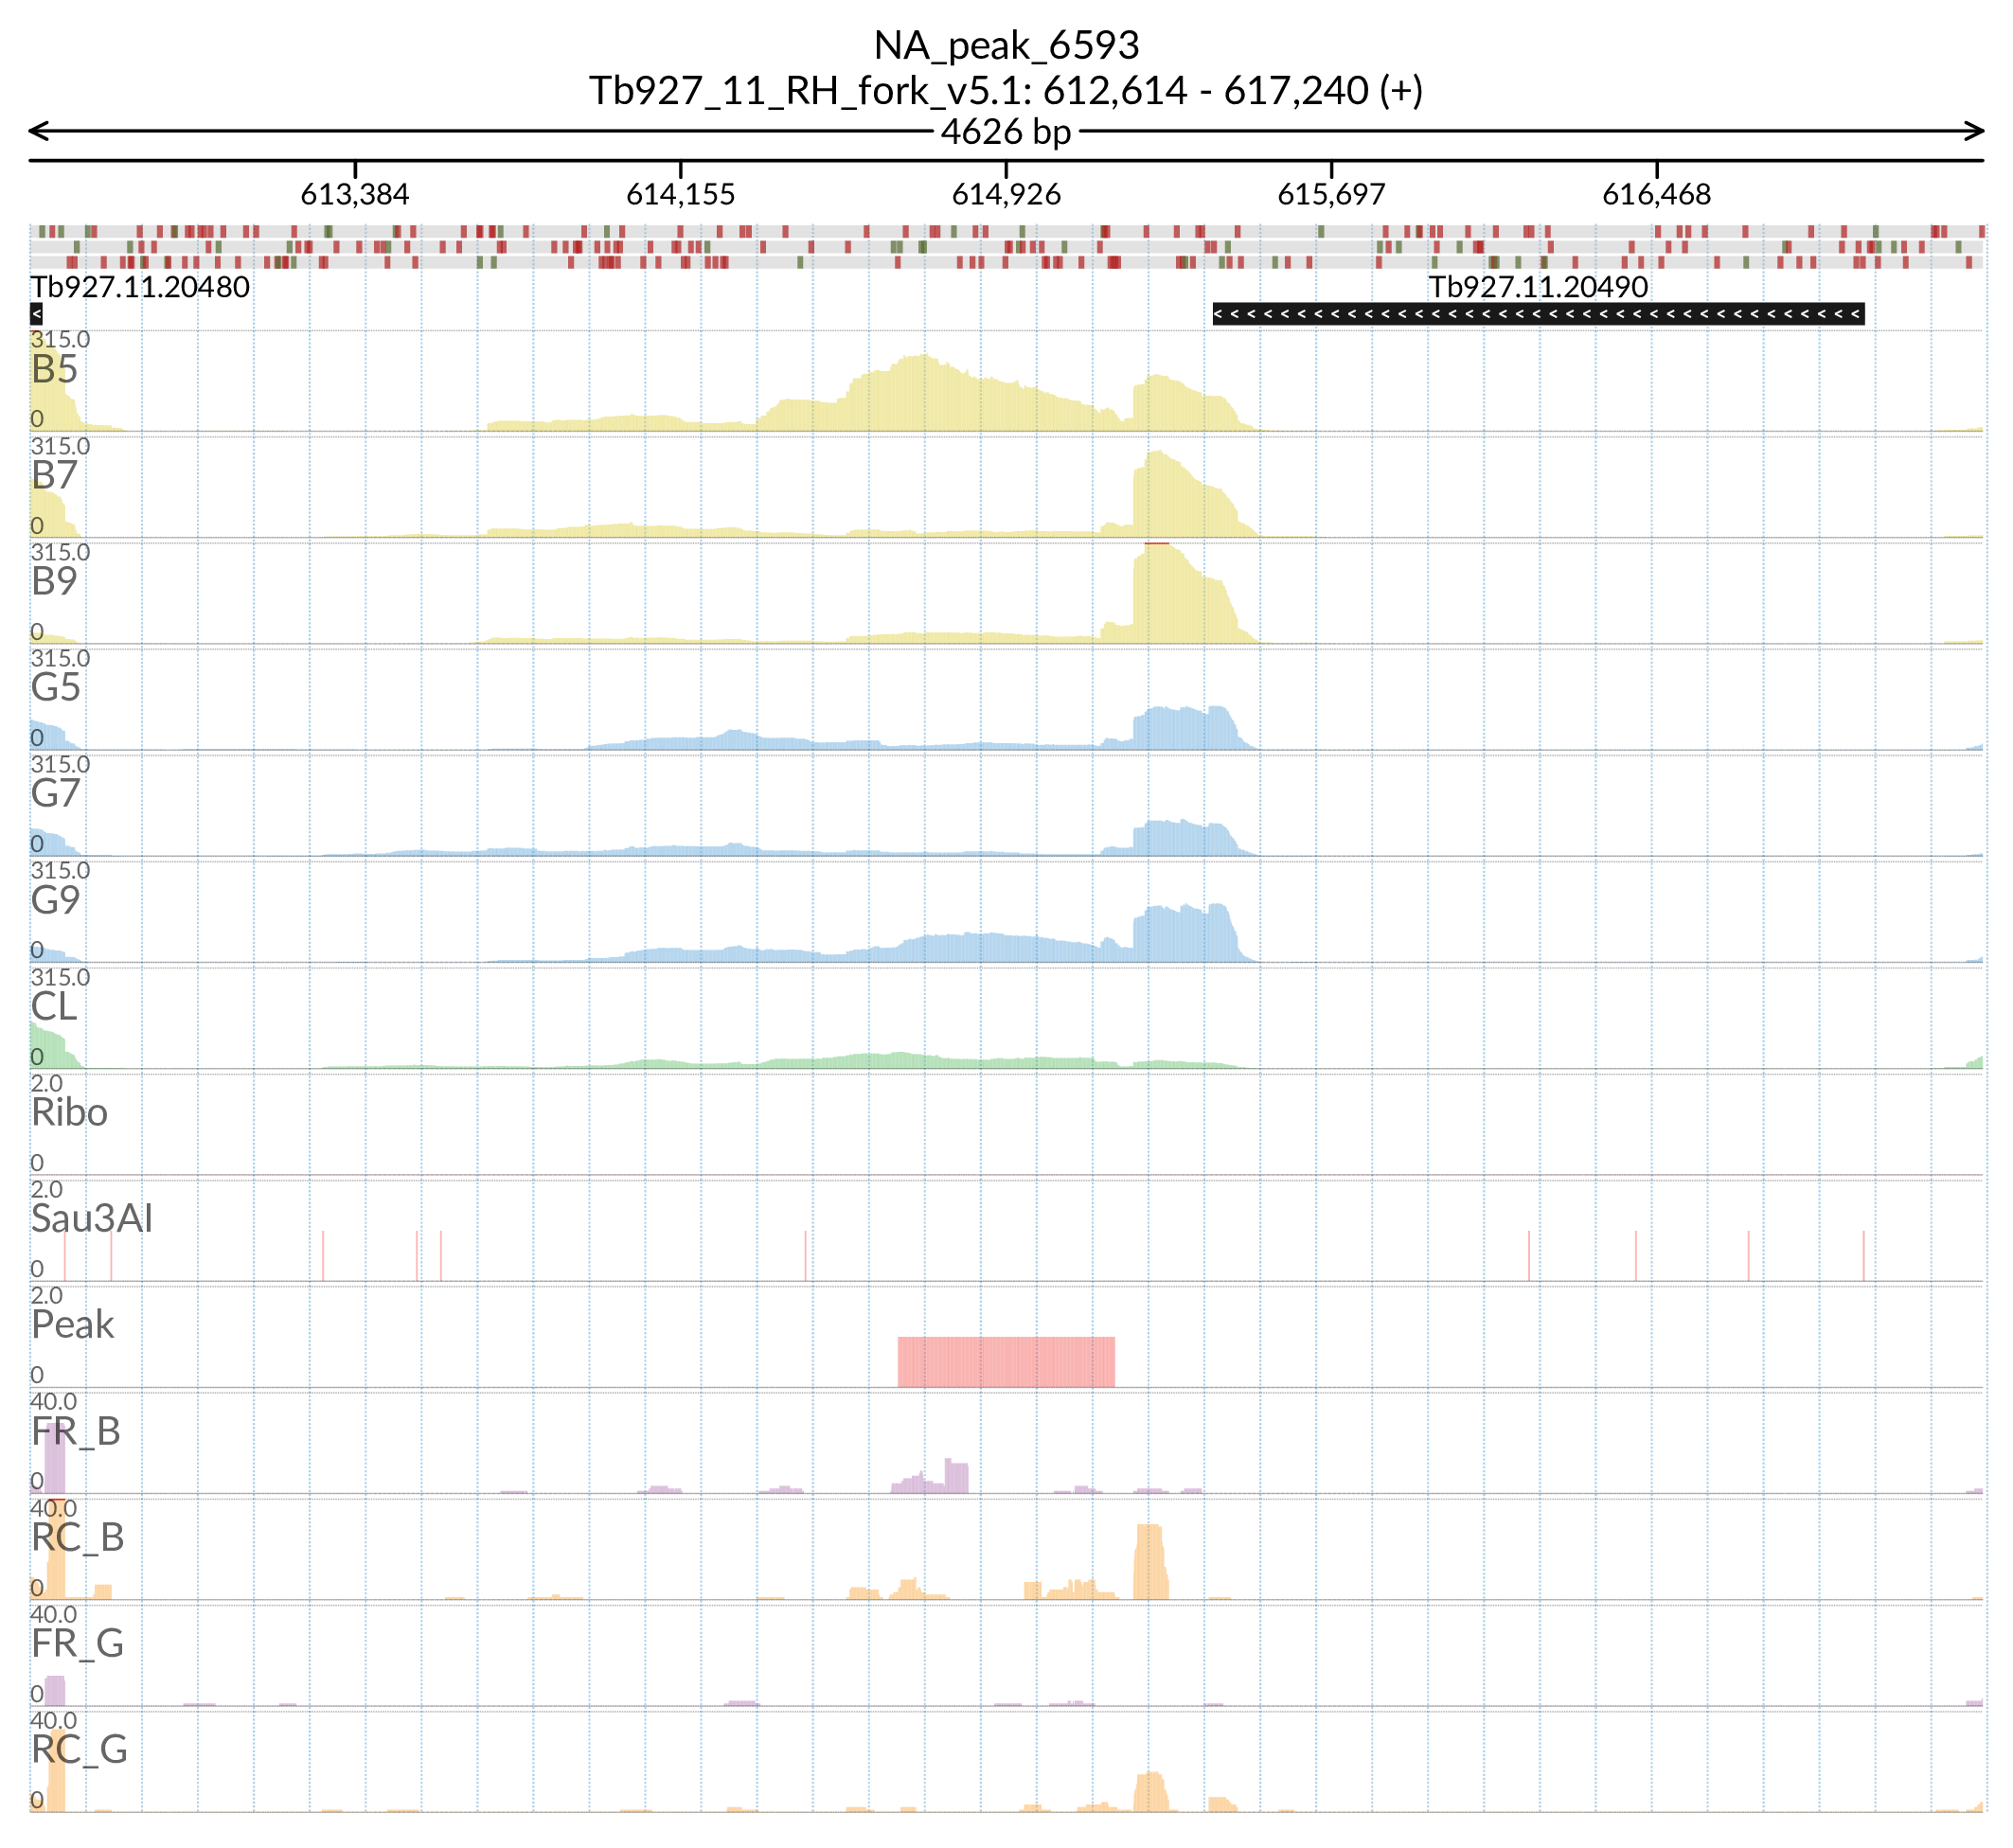 NA_peak_6593
Tb927_11_RH_fork_v5.1: 612,614 - 617,240 (+)
4626 bp
613,384 614,155 614,926 615,697 616,468
Tb927.11.20480 Tb927.11.20490
315.0
B5
0
315.0
B7
0
315.0
B9
0
315.0
G5
0
315.0
G7
0
315.0
G9
0
315.0
CL
0
2.0
Ribo
0
2.0
Sau3AI
0
2.0
Peak
0
40.0
FR_B
0
40.0
RC_B
0
40.0
FR_G
0
40.0
RC_G
0